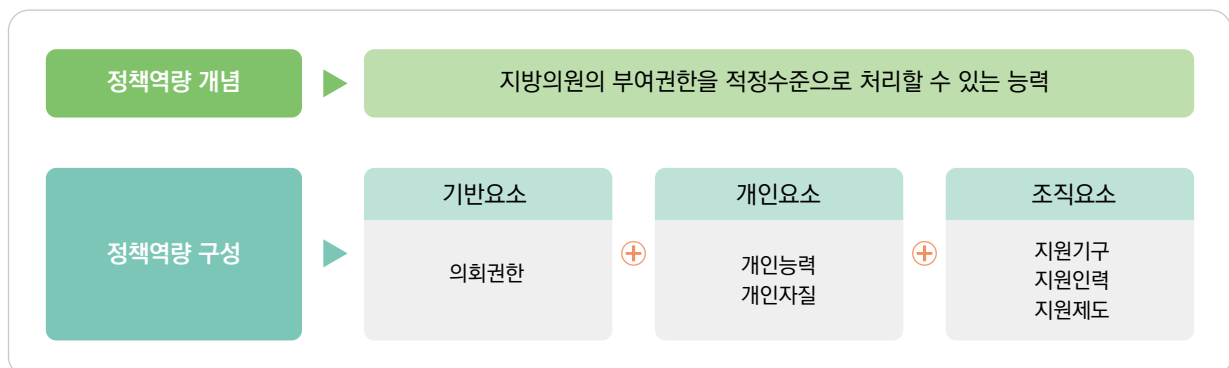 정책역량 개념
지방의원의 부여권한을 적정수준으로 처리할 수 있는 능력
정책역량 구성
기반요소
의회권한
개인요소
개인능력
개인자질
조직요소
지원기구
지원인력
지원제도